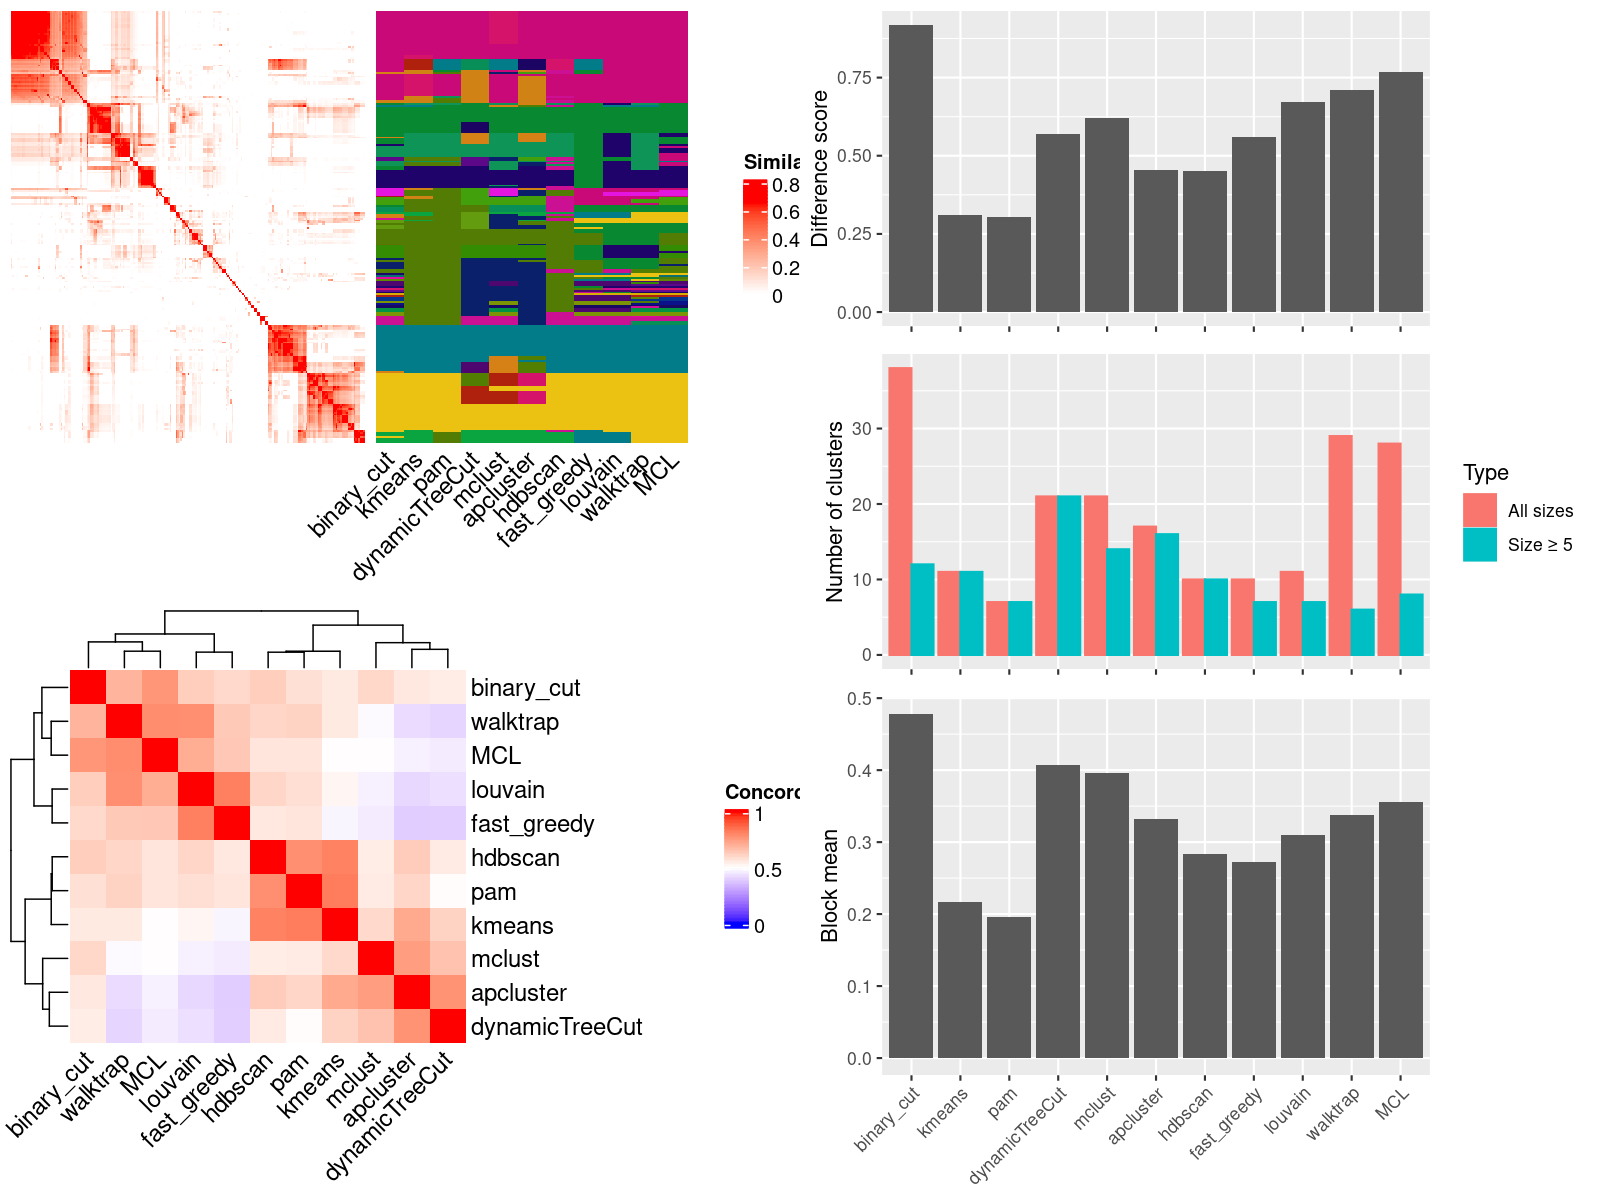 Simila
0.8
0.6
0.4
0.2
0
binary_cut
kmeans
pam
dynamicTreeCut
mclust
apcluster
hdbscan
fast_greedy
louvain
walktrap
MCL
Difference score
0.75
0.50
0.25
0.00
Number of clusters
30
20
10
0
Type
All sizes
Size ≥ 5
binary_cut
walktrap
MCL
louvain
fast_greedy
hdbscan
pam
kmeans
mclust
apcluster
dynamicTreeCut
binary_cut
walktrap
MCL
louvain
fast_greedy
hdbscan
pam
kmeans
mclust
apcluster
dynamicTreeCut
Concord
1
0.5
0
Block mean
0.5
0.4
0.3
0.2
0.1
0.0
binary_cut
kmeans
pam
dynamicTreeCut
mclust
apcluster
hdbscan
fast_greedy
louvain
walktrap
MCL